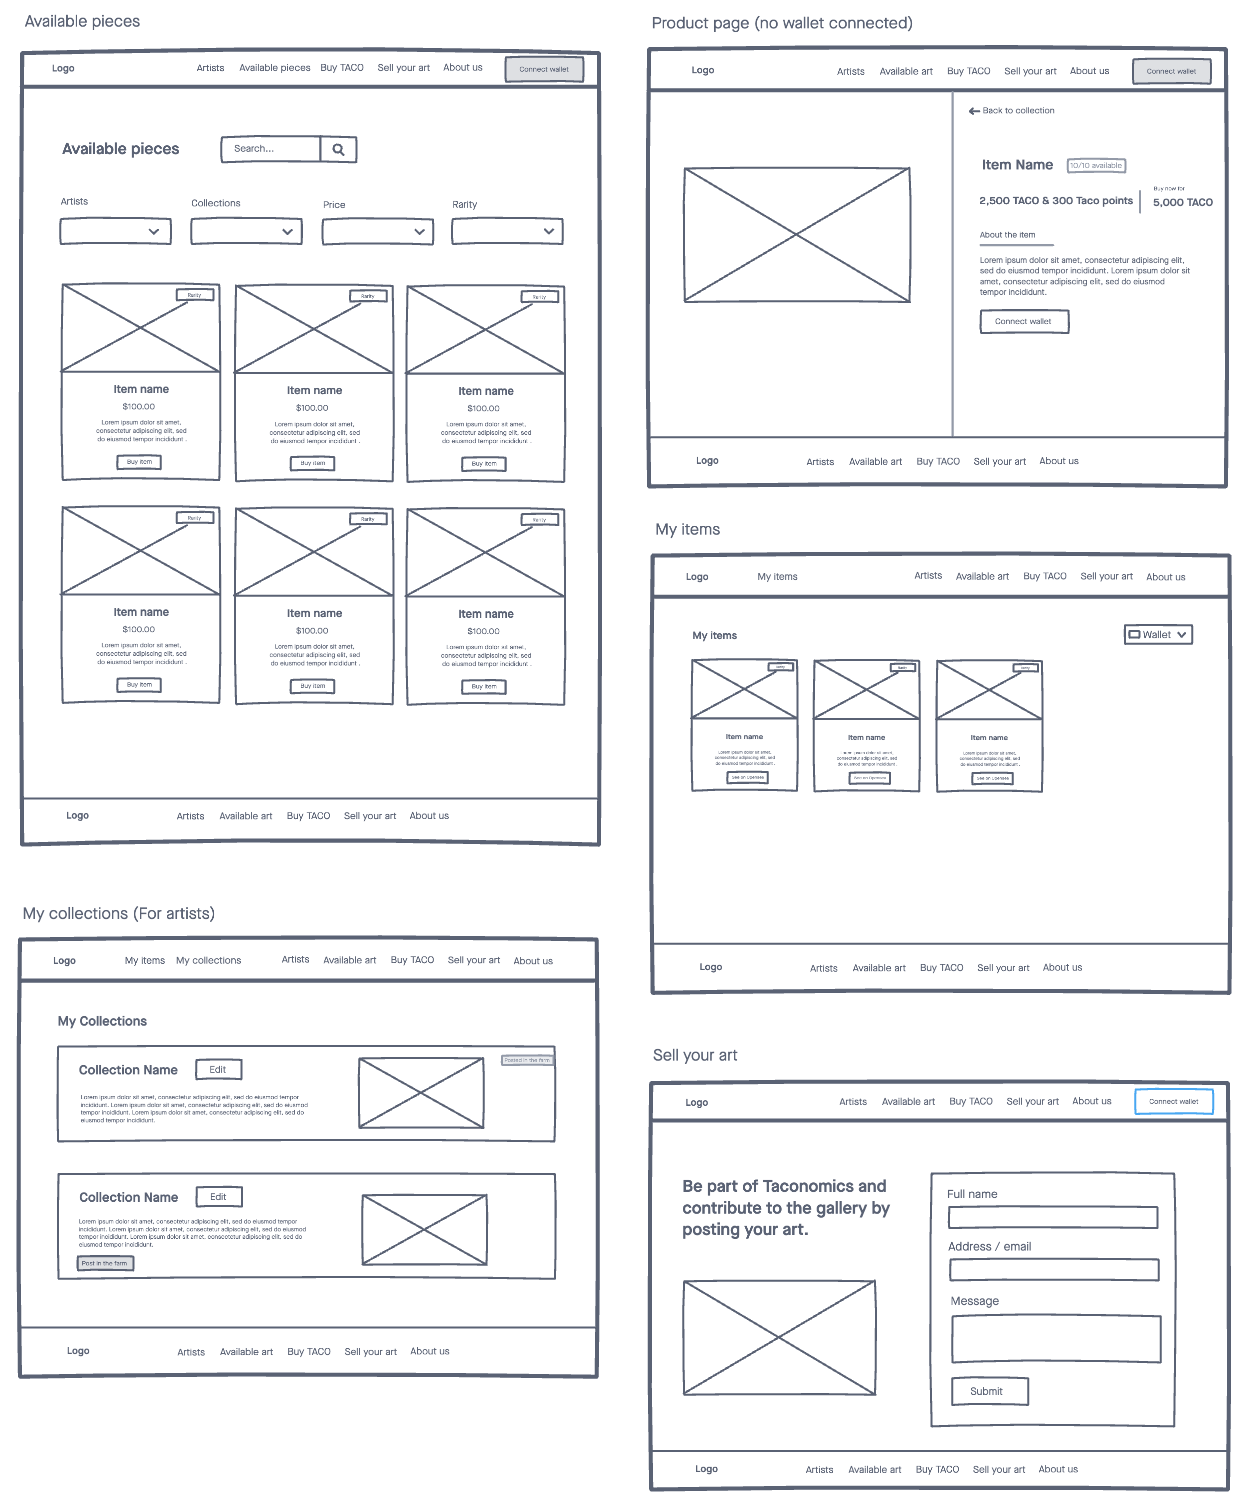 Available pieces
Logo
Artists
Available pieces
Buy TACO
Sell your art
About us
Connect wallet
Available pieces
Search...
Artists
Collections
Price
Rarity
Rarity
Rarity
Rarity
Item name
Item name
Item name
$100.00
$100.00
$100.00
Lorem ipsum dolor sit amet,
consectetur adipiscing elit, sed
do eiusmod tempor incididunt .
Lorem ipsum dolor sit amet,
consectetur adipiscing elit, sed
do eiusmod tempor incididunt .
Lorem ipsum dolor sit amet,
consectetur adipiscing elit, sed
do eiusmod tempor incididunt .
Buy item
Buy item
Buy item
Rarity
Rarity
Rarity
Item name
Item name
Item name
$100.00
$100.00
$100.00
Lorem ipsum dolor sit amet,
consectetur adipiscing elit, sed
do eiusmod tempor incididunt .
Lorem ipsum dolor sit amet,
consectetur adipiscing elit, sed
do eiusmod tempor incididunt .
Lorem ipsum dolor sit amet,
consectetur adipiscing elit, sed
do eiusmod tempor incididunt .
Buy item
Buy item
Buy item
Logo
Artists
Available art
Buy TACO
Sell your art
About us
Product page (no wallet connected)
Logo
Artists
Available art
Buy TACO
Sell your art
About us
Connect wallet
Back to collection
Item Name
10/10 available
2,500 TACO & 300 Taco points
Buy now for
5,000 TACO
About the item
Lorem ipsum dolor sit amet, consectetur adipiscing elit,
sed do eiusmod tempor incididunt. Lorem ipsum dolor sit
amet, consectetur adipiscing elit, sed do eiusmod
tempor incididunt.
Connect wallet
Logo
Artists
Available art
Buy TACO
Sell your art
About us
My items
Logo
My items
Artists
Available art
Buy TACO
Sell your art
About us
My items
Wallet
Rarity
Rarity
Rarity
Item name
Item name
Item name
Lorem ipsum dolor sit amet,
consectetur adipiscing elit, sed
do eiusmod tempor incididunt .
Lorem ipsum dolor sit amet,
consectetur adipiscing elit, sed
do eiusmod tempor incididunt .
Lorem ipsum dolor sit amet,
consectetur adipiscing elit, sed
do eiusmod tempor incididunt .
See on Opensea
See on Opensea
See on Opensea
Logo
Artists
Available art
Buy TACO
Sell your art
About us
My collections (For artists)
Logo
My items
My collections
Artists
Available art
Buy TACO
Sell your art
About us
My Collections
Collection Name
Edit
Posted in the farm
Lorem ipsum dolor sit amet, consectetur adipiscing elit, sed do eiusmod
tempor incididunt. Lorem ipsum dolor sit amet, consectetur adipiscing elit,
sed do eiusmod tempor incididunt. Lorem ipsum dolor sit amet, consectetur adipiscing elit, sed do
eiusmod tempor incididunt.
Collection Name
Edit
Lorem ipsum dolor sit amet, consectetur adipiscing elit, sed do eiusmod tempor
incididunt. Lorem ipsum dolor sit amet, consectetur adipiscing elit, sed do eiusmod
tempor incididunt. Lorem ipsum dolor sit amet, consectetur adipiscing elit, sed do
eiusmod tempor incididunt.
Post in the farm
Logo
Artists
Available art
Buy TACO
Sell your art
About us
Sell your art
Logo
Artists
Available art
Buy TACO
Sell your art
About us
Connect wallet
Be part of Taconomics and
contribute to the gallery by
posting your art.
Full name
Address / email
Message
Submit
Logo
Artists
Available art
Buy TACO
Sell your art
About us